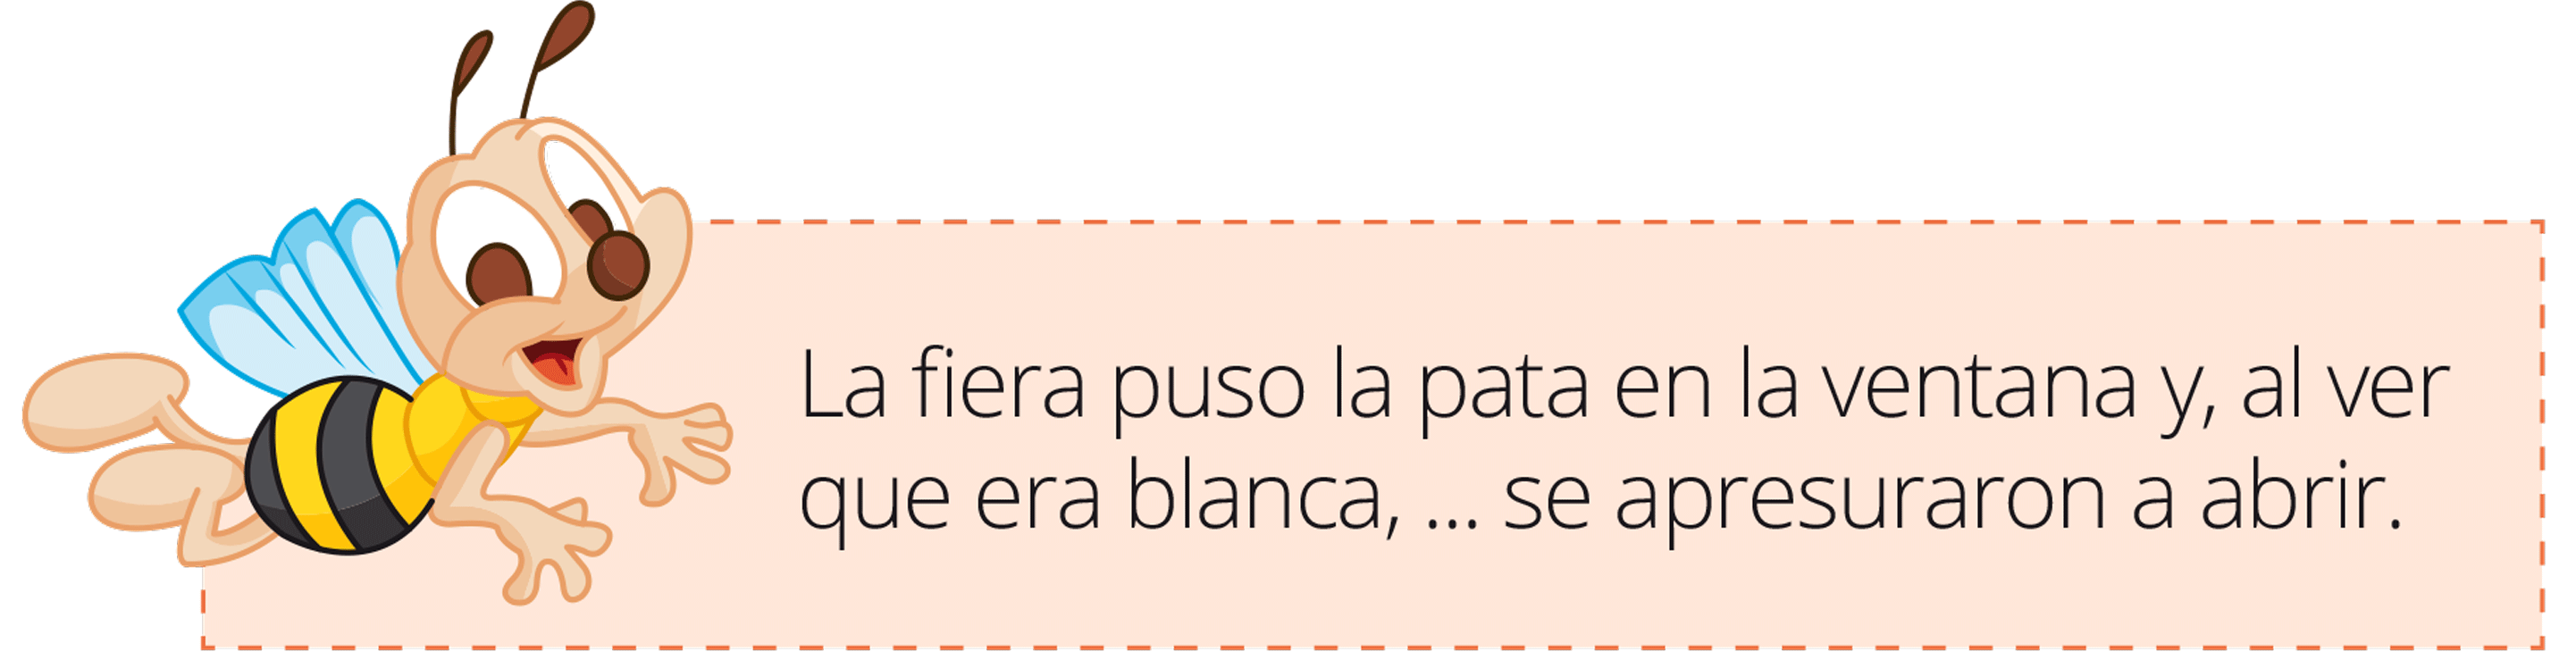 La fiera puso la pata en la ventana y, al ver
que era blanca, ... se apresuraron a abrir.